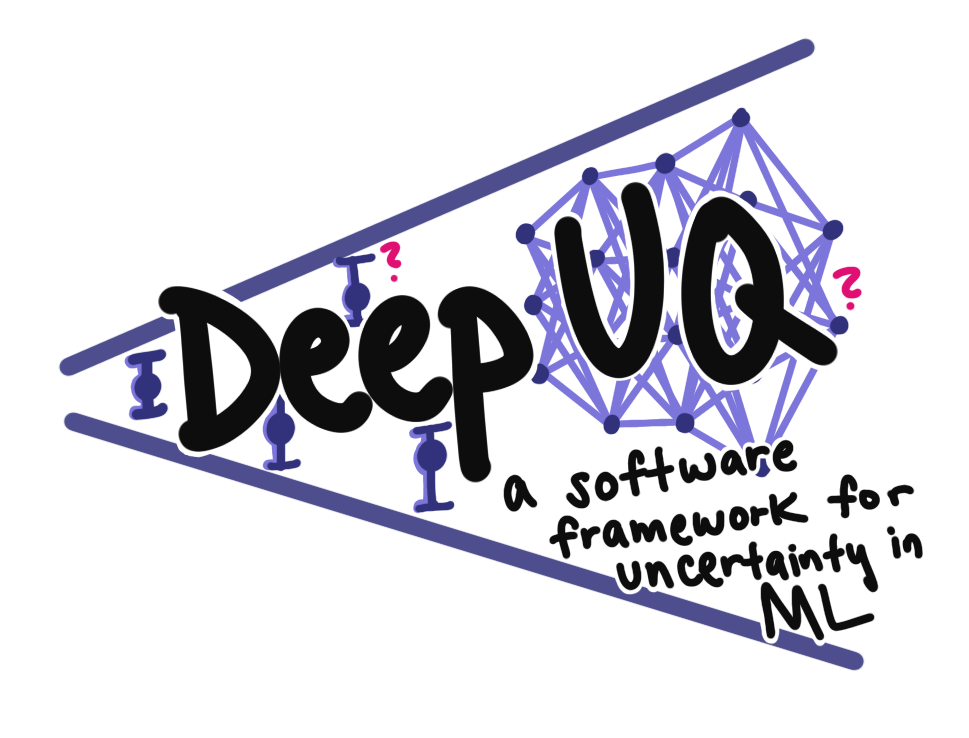 ?
DeepUQ
?
a software
framework for
uncertainty in
ML